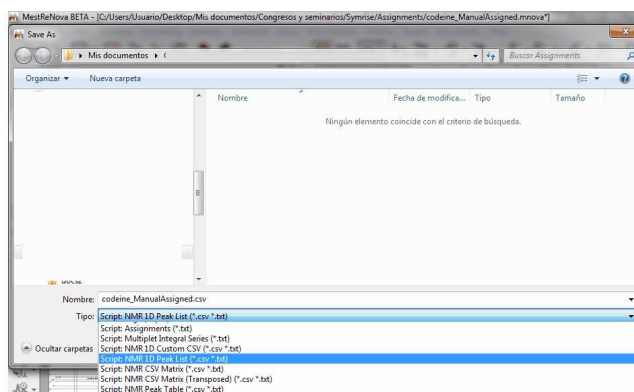 MestReNova BETA - [C:/Users/Usuario/Desktop/Mis documentos/Congresos y seminarios/Symrise/Assignments/codeine_ManualAssigned.mnova*]
Save As
Mis documentos
Buscar Assignments
Organizar
Nueva carpeta
Nombre
Fecha de modifica...
Tipo
Tamaño
Ningún elemento coincide con el criterio de búsqueda.
Nombre:
codeine_ManualAssigned.csv
Tipo:
Script: NMR 1D Peak List (*.csv *.txt)
Script: Assignments (*.txt)
Script: Multiplet Integral Series (*.txt)
Script: NMR 1D Custom CSV (*.csv *.txt)
Script: NMR 1D Peak List (*.csv *.txt)
Script: NMR CSV Matrix (*.csv *.txt)
Script: NMR CSV Matrix (Transposed) (*.csv *.txt)
Script: NMR Peak Table (*.csv *.txt)
Ocultar carpetas